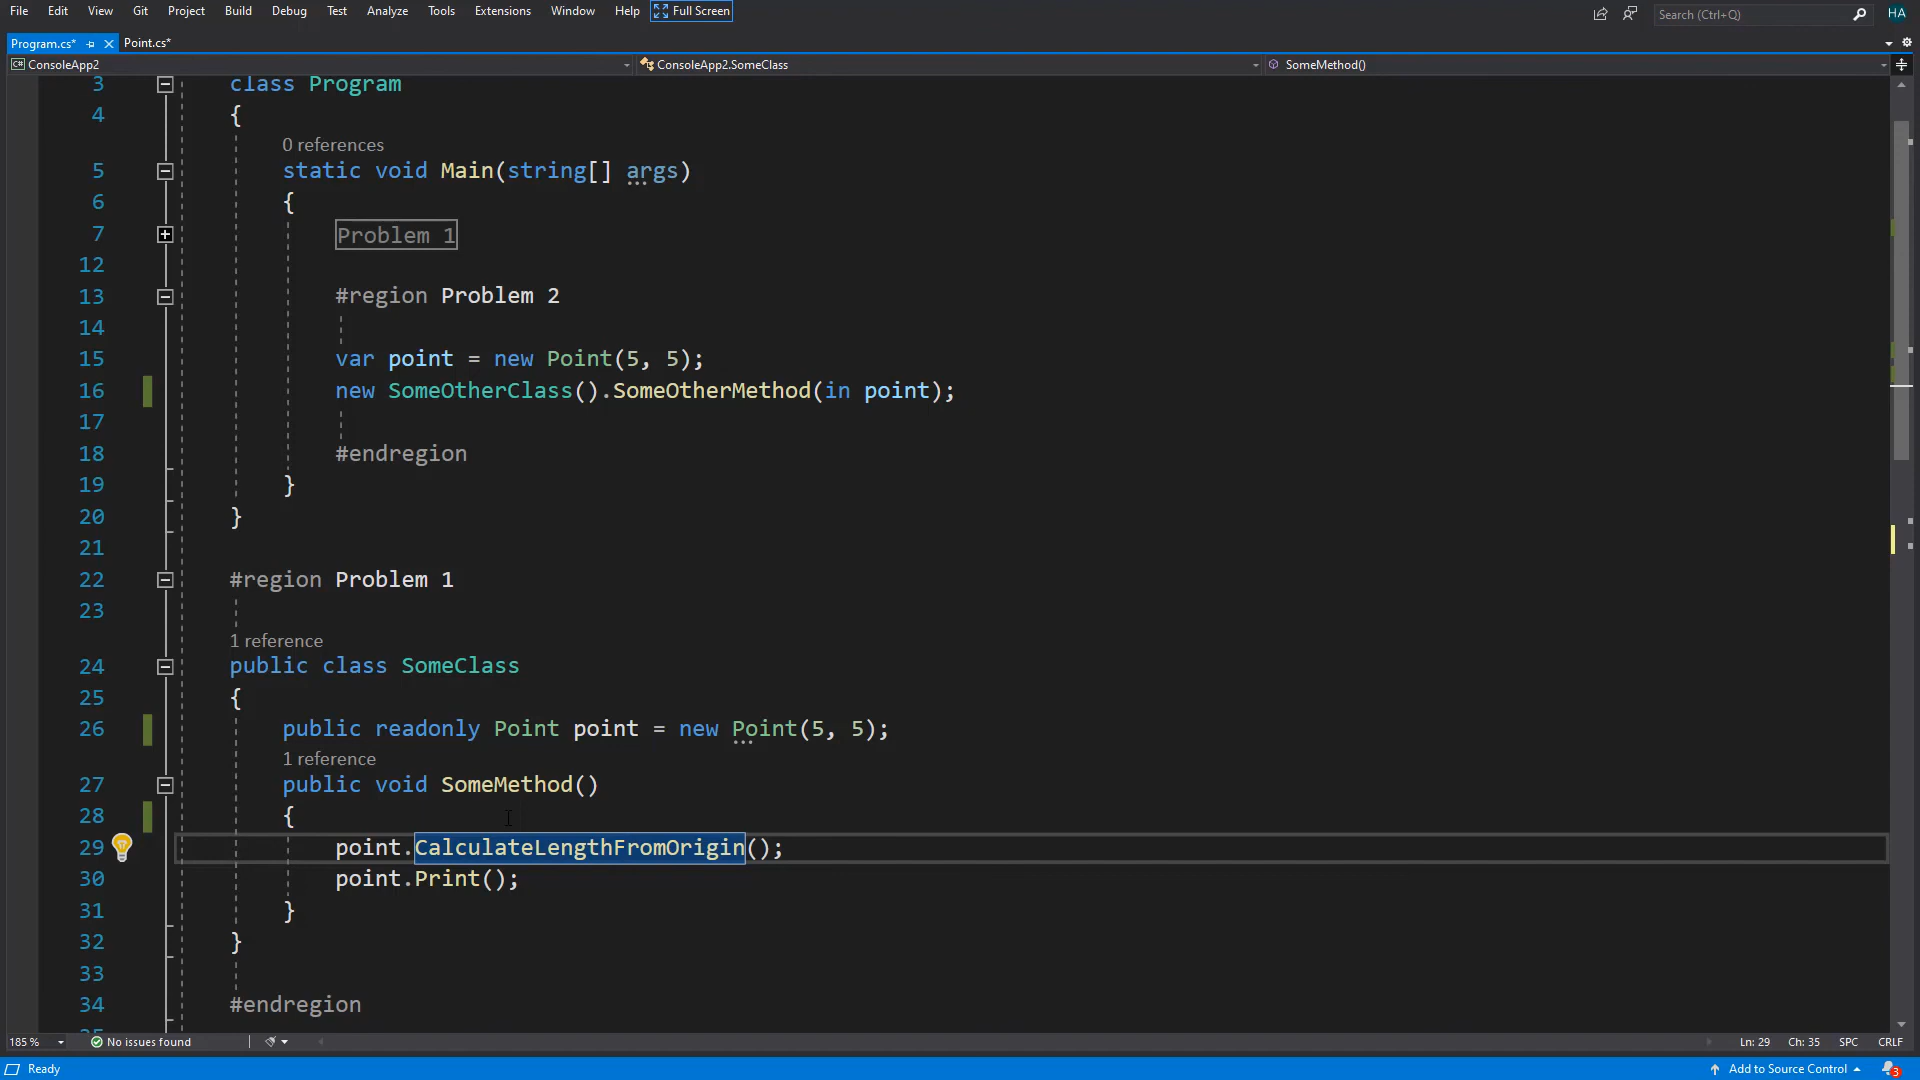 File Edit View Git Project Build Debug Test Analyze Tools Extensions Window Help Full Screen Search (Ctrl+Q) HA
Program.cs* Point.cs*
C# ConsoleApp2 ConsoleApp2.SomeClass SomeMethod()
3 class Program
4 {
0 references
5 static void Main(string[] args)
6 {
7 Problem 1
12
13 #region Problem 2
14
15 var point = new Point(5, 5);
16 new SomeOtherClass().SomeOtherMethod(in point);
17
18 #endregion
19 }
20 }
21
22 #region Problem 1
23
1 reference
24 public class SomeClass
25 {
26 public readonly Point point = new Point(5, 5);
1 reference
27 public void SomeMethod()
28 {
29 point.CalculateLengthFromOrigin();
30 point.Print();
31 }
32 }
33
34 #endregion
35
185 % No issues found Ln: 29 Ch: 35 SPC CRLF
Ready Add to Source Control 3